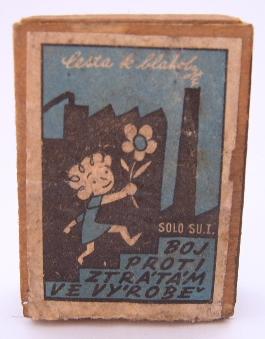 Cesta k blahobytu
SOLO SU.T.
BOJ
PROTI
ZTRÁTÁM
VE VÝROBĚ